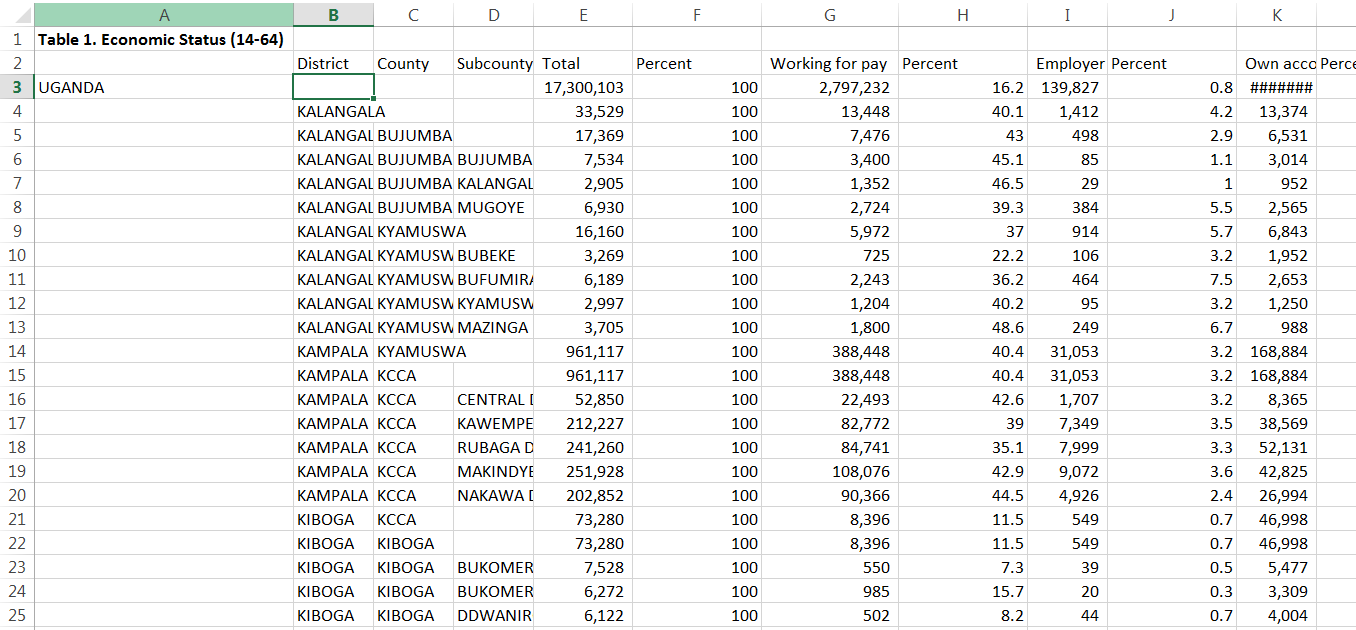 A B C D E F G H I J K
1 Table 1. Economic Status (14-64)
2 District County Subcounty Total Percent Working for pay Percent Employer Percent Own acco Perce
3 UGANDA 17,300,103 100 2,797,232 16.2 139,827 0.8 #######
4 KALANGALA 33,529 100 13,448 40.1 1,412 4.2 13,374
5 KALANGAL BUJUMBA 17,369 100 7,476 43 498 2.9 6,531
6 KALANGAL BUJUMBA BUJUMBA 7,534 100 3,400 45.1 85 1.1 3,014
7 KALANGAL BUJUMBA KALANGAL 2,905 100 1,352 46.5 29 1 952
8 KALANGAL BUJUMBA MUGOYE 6,930 100 2,724 39.3 384 5.5 2,565
9 KALANGAL KYAMUSWA 16,160 100 5,972 37 914 5.7 6,843
10 KALANGAL KYAMUSW BUBEKE 3,269 100 725 22.2 106 3.2 1,952
11 KALANGAL KYAMUSW BUFUMIRA 6,189 100 2,243 36.2 464 7.5 2,653
12 KALANGAL KYAMUSW KYAMUSW 2,997 100 1,204 40.2 95 3.2 1,250
13 KALANGAL KYAMUSW MAZINGA 3,705 100 1,800 48.6 249 6.7 988
14 KAMPALA KYAMUSWA 961,117 100 388,448 40.4 31,053 3.2 168,884
15 KAMPALA KCCA 961,117 100 388,448 40.4 31,053 3.2 168,884
16 KAMPALA KCCA CENTRAL D 52,850 100 22,493 42.6 1,707 3.2 8,365
17 KAMPALA KCCA KAWEMPE 212,227 100 82,772 39 7,349 3.5 38,569
18 KAMPALA KCCA RUBAGA D 241,260 100 84,741 35.1 7,999 3.3 52,131
19 KAMPALA KCCA MAKINDYE 251,928 100 108,076 42.9 9,072 3.6 42,825
20 KAMPALA KCCA NAKAWA D 202,852 100 90,366 44.5 4,926 2.4 26,994
21 KIBOGA KCCA 73,280 100 8,396 11.5 549 0.7 46,998
22 KIBOGA KIBOGA 73,280 100 8,396 11.5 549 0.7 46,998
23 KIBOGA KIBOGA BUKOMER 7,528 100 550 7.3 39 0.5 5,477
24 KIBOGA KIBOGA BUKOMER 6,272 100 985 15.7 20 0.3 3,309
25 KIBOGA KIBOGA DDWANIR 6,122 100 502 8.2 44 0.7 4,004